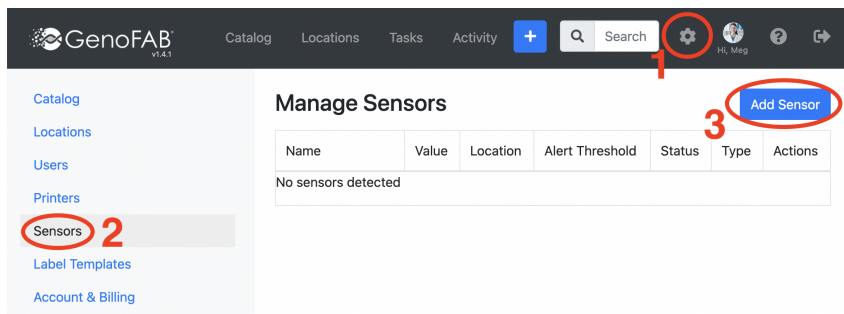 GenoFAB
v1.4.1
Catalog Locations Tasks Activity + Search Hi, Meg ?
1
Catalog
Locations
Users
Printers
Sensors 2
Label Templates
Account & Billing
Manage Sensors
Add Sensor
3
Name Value Location Alert Threshold Status Type Actions
No sensors detected